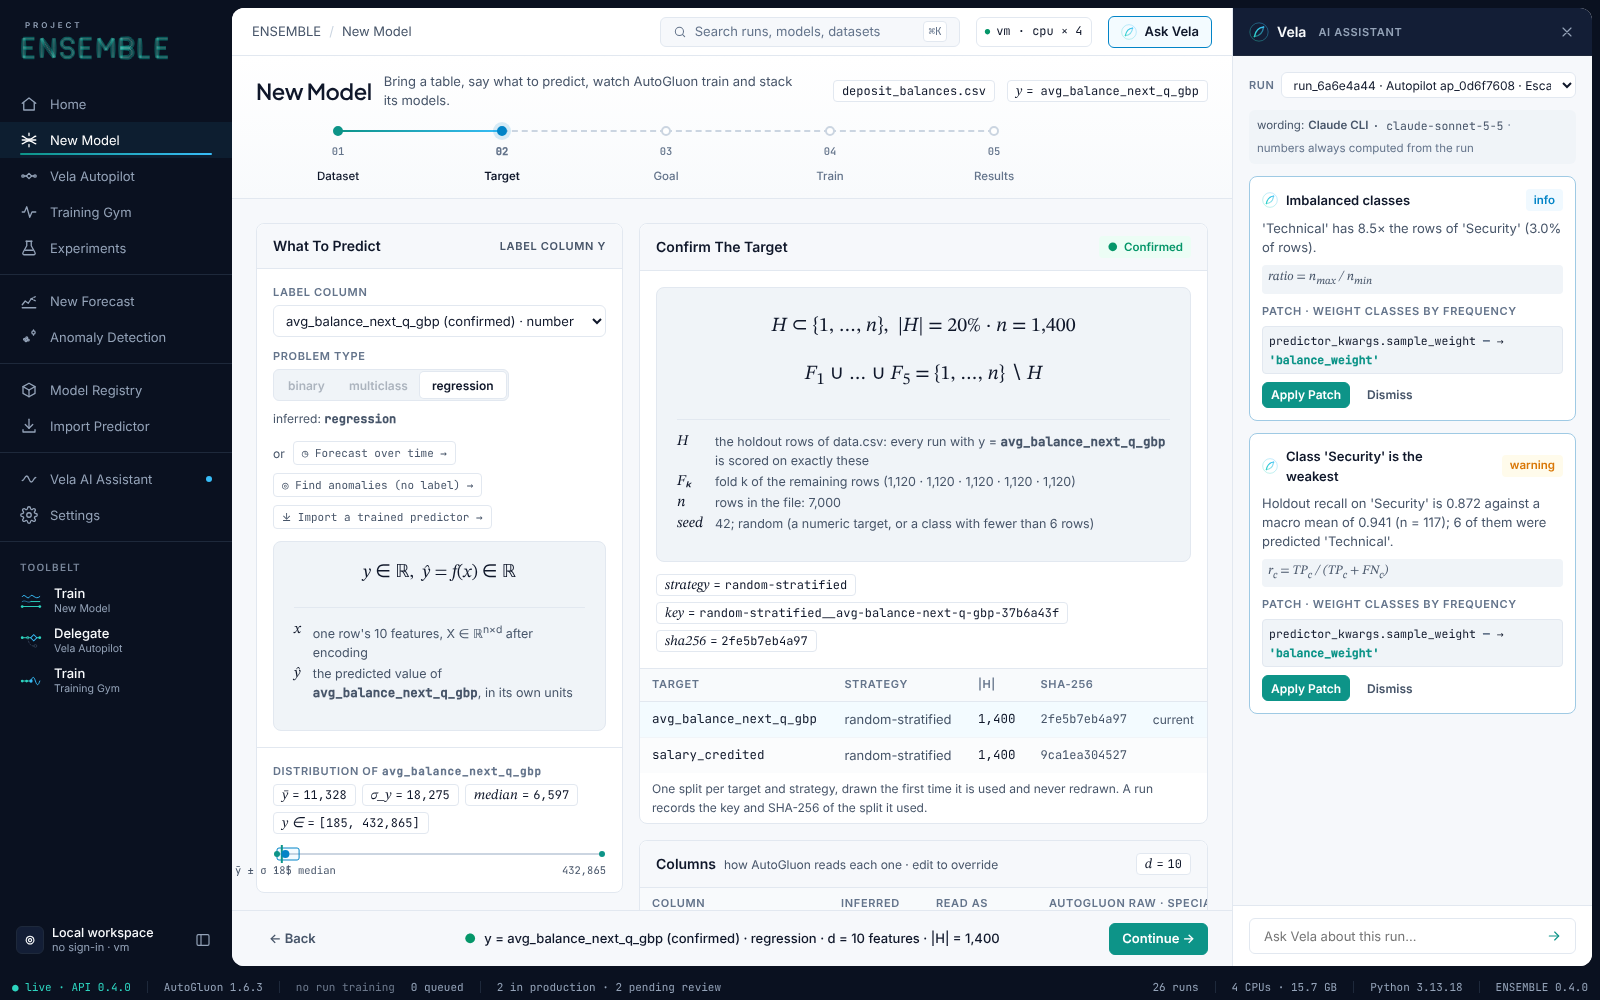 PROJECT
ENSEMBLE
Home
New Model
Vela Autopilot
Training Gym
Experiments
New Forecast
Anomaly Detection
Model Registry
Import Predictor
Vela AI Assistant
Settings
TOOLBELT
Train
New Model
Delegate
Vela Autopilot
Train
Training Gym
Local workspace
no sign-in · vm
ENSEMBLE / New Model
Search runs, models, datasets ⌘K
vm · cpu × 4
Ask Vela
New Model
Bring a table, say what to predict, watch AutoGluon train and stack
its models.
deposit_balances.csv
y = avg_balance_next_q_gbp
01 02 03 04 05
Dataset Target Goal Train Results
What To Predict
LABEL COLUMN Y
LABEL COLUMN
avg_balance_next_q_gbp (confirmed) · number
PROBLEM TYPE
binary multiclass regression
inferred: regression
or ◷ Forecast over time →
◎ Find anomalies (no label) →
Import a trained predictor →
y ∈ ℝ, ŷ = f(x) ∈ ℝ
x one row's 10 features, X ∈ ℝn×d after
encoding
ŷ the predicted value of
avg_balance_next_q_gbp, in its own units
DISTRIBUTION OF avg_balance_next_q_gbp
ȳ = 11,328 σ_y = 18,275 median = 6,597
y ∈ = [185, 432,865]
ȳ ± σ 185 median 432,865
Confirm The Target
Confirmed
H ⊂ {1, …, n}, |H| = 20% · n = 1,400
F1 ∪ … ∪ F5 = {1, …, n} ∖ H
H the holdout rows of data.csv: every run with y = avg_balance_next_q_gbp
is scored on exactly these
Fk fold k of the remaining rows (1,120 · 1,120 · 1,120 · 1,120 · 1,120)
n rows in the file: 7,000
seed 42; random (a numeric target, or a class with fewer than 6 rows)
strategy = random-stratified
key = random-stratified__avg-balance-next-q-gbp-37b6a43f
sha256 = 2fe5b7eb4a97
TARGET STRATEGY |H| SHA-256
avg_balance_next_q_gbp random-stratified 1,400 2fe5b7eb4a97 current
salary_credited random-stratified 1,400 9ca1ea304527
One split per target and strategy, drawn the first time it is used and never redrawn. A run
records the key and SHA-256 of the split it used.
Columns how AutoGluon reads each one · edit to override
d = 10
COLUMN INFERRED READ AS AUTOGLUON RAW · SPECIA
← Back
y = avg_balance_next_q_gbp (confirmed) · regression · d = 10 features · |H| = 1,400
Continue →
Vela AI ASSISTANT
RUN run_6a6e4a44 · Autopilot ap_0d6f7608 · Esca
wording: Claude CLI · claude-sonnet-5-5 ·
numbers always computed from the run
Imbalanced classes
info
'Technical' has 8.5× the rows of 'Security' (3.0%
of rows).
ratio = nmax / nmin
PATCH · WEIGHT CLASSES BY FREQUENCY
predictor_kwargs.sample_weight — →
'balance_weight'
Apply Patch Dismiss
Class 'Security' is the
weakest
warning
Holdout recall on 'Security' is 0.872 against a
macro mean of 0.941 (n = 117); 6 of them were
predicted 'Technical'.
rc = TPc / (TPc + FNc)
PATCH · WEIGHT CLASSES BY FREQUENCY
predictor_kwargs.sample_weight — →
'balance_weight'
Apply Patch Dismiss
Ask Vela about this run...
live · API 0.4.0 AutoGluon 1.6.3 no run training 0 queued 2 in production · 2 pending review 26 runs 4 CPUs · 15.7 GB Python 3.13.18 ENSEMBLE 0.4.0